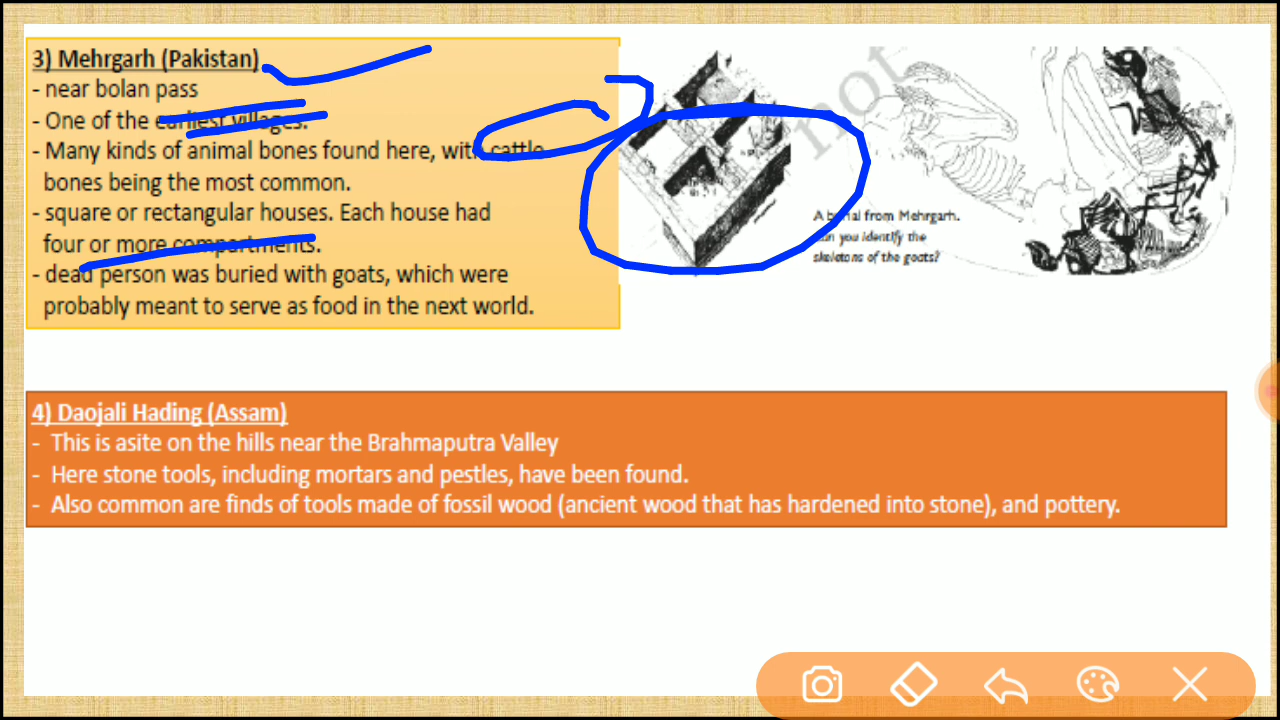 3) Mehrgarh (Pakistan)
- near bolan pass
- One of the earliest villages.
- Many kinds of animal bones found here, with cattle
bones being the most common.
- square or rectangular houses. Each house had
four or more compartments.
- dead person was buried with goats, which were
probably meant to serve as food in the next world.
not
A burial from Mehrgarh.
Can you identify the
skeletons of the goats?
4) Daojali Hading (Assam)
- This is asite on the hills near the Brahmaputra Valley
- Here stone tools, including mortars and pestles, have been found.
- Also common are finds of tools made of fossil wood (ancient wood that has hardened into stone), and pottery.